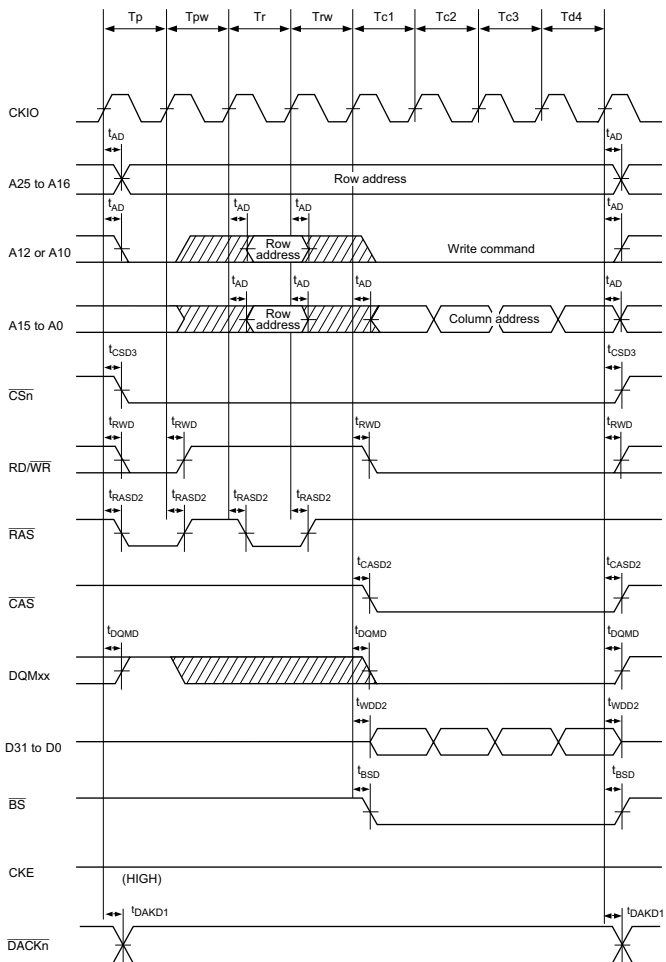 Tp Tpw Tr Trw Tc1 Tc2 Tc3 Td4
CKIO
tAD tAD
A25 to A16 Row address
tAD tAD tAD tAD
A12 or A10 Row address Write command
tAD tAD tAD tAD
A15 to A0 Row address Column address
tCSD3 tCSD3
CSn
tRWD tRWD tRWD tRWD
RD/WR
tRASD2 tRASD2 tRASD2 tRASD2
RAS
tCASD2 tCASD2
CAS
tDQMD tDQMD tDQMD
DQMxx
tWDD2 tWDD2
D31 to D0
tBSD tBSD
BS
CKE
(HIGH)
tDAKD1 tDAKD1
DACKn